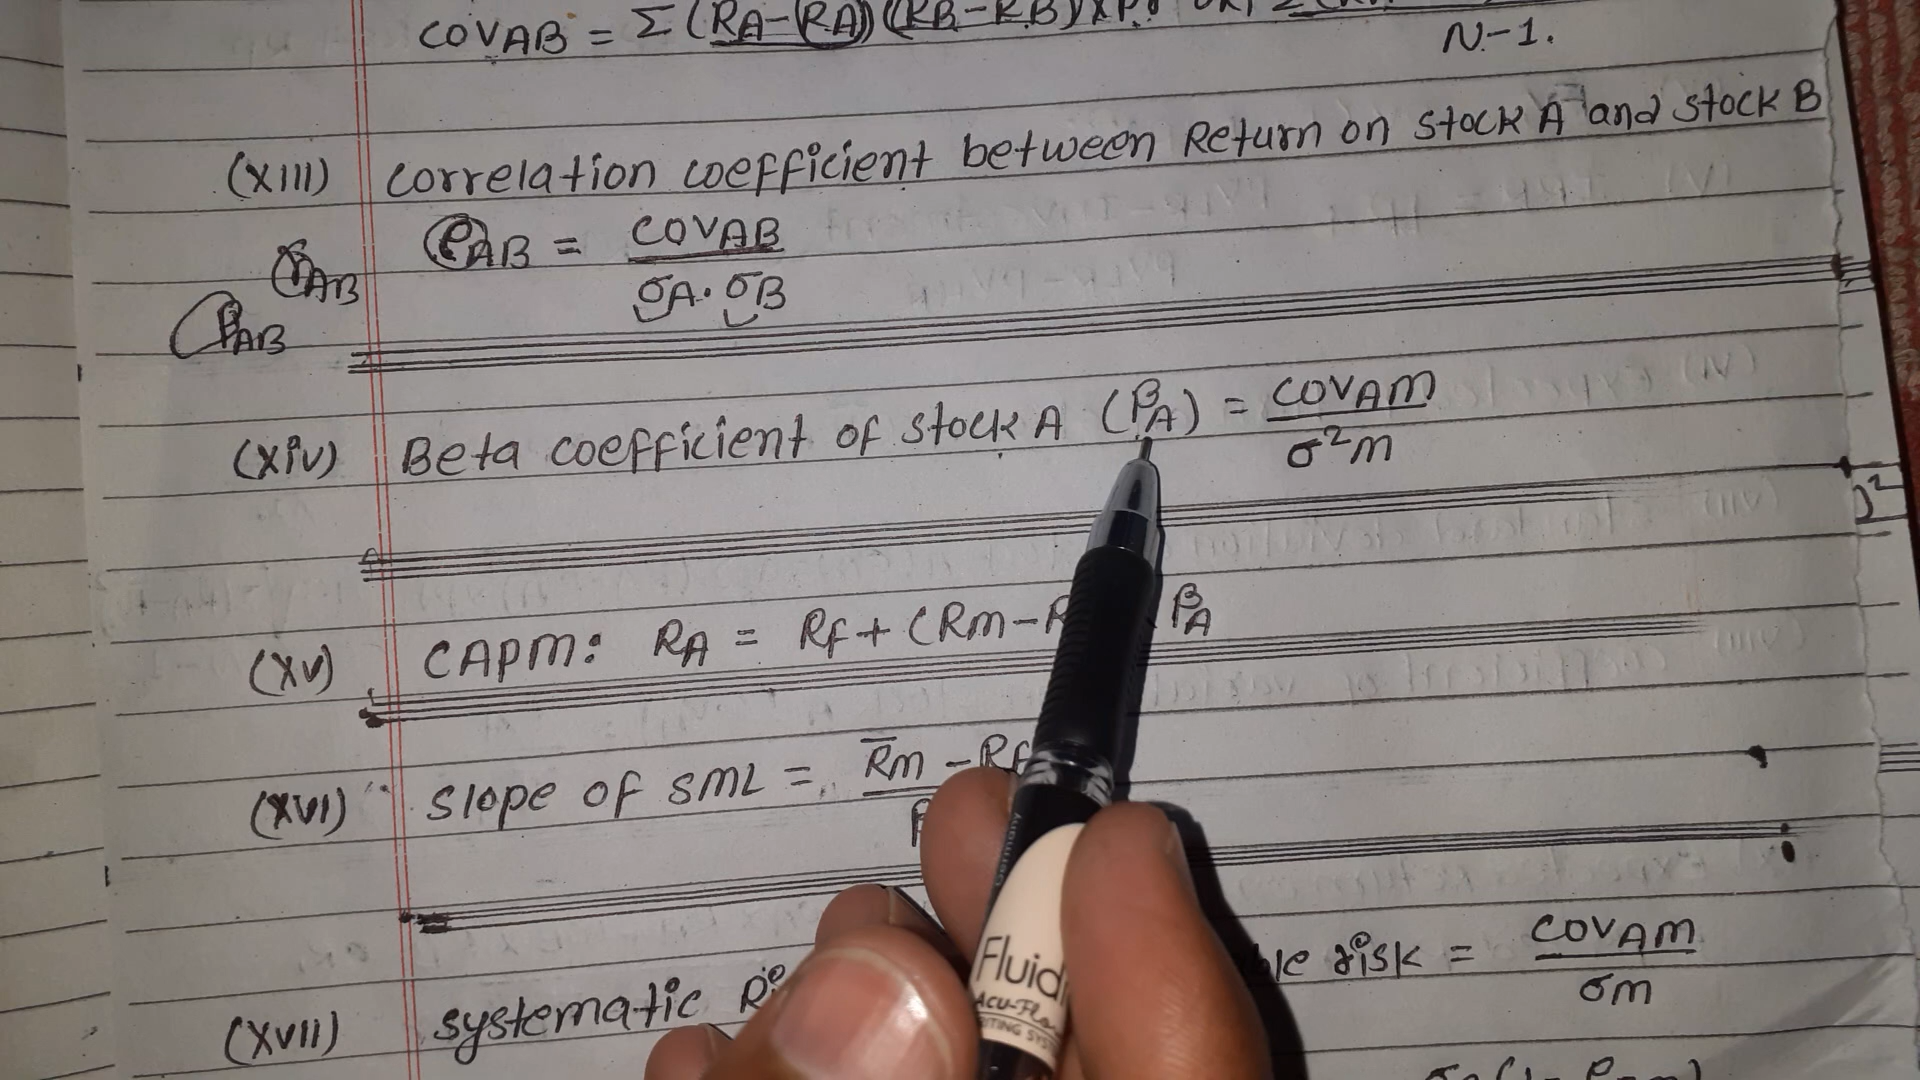 COVAB = Σ (RA-(RA) (RB-RB) X P
N-1.
(XIII) correlation coefficient between Return on stock A and stock B
ρAB = COVAB
σA. σB
rAB
PAB
(xiv) Beta coefficient of stock A (βA) = COVAM
σ²m
(XV) CAPM: RA = RF + (Rm - R βA
(XVI) slope of SML = R̄m - RF
(XVII) systematic risk = COVAM
σm
Fluid
Acu-Flo